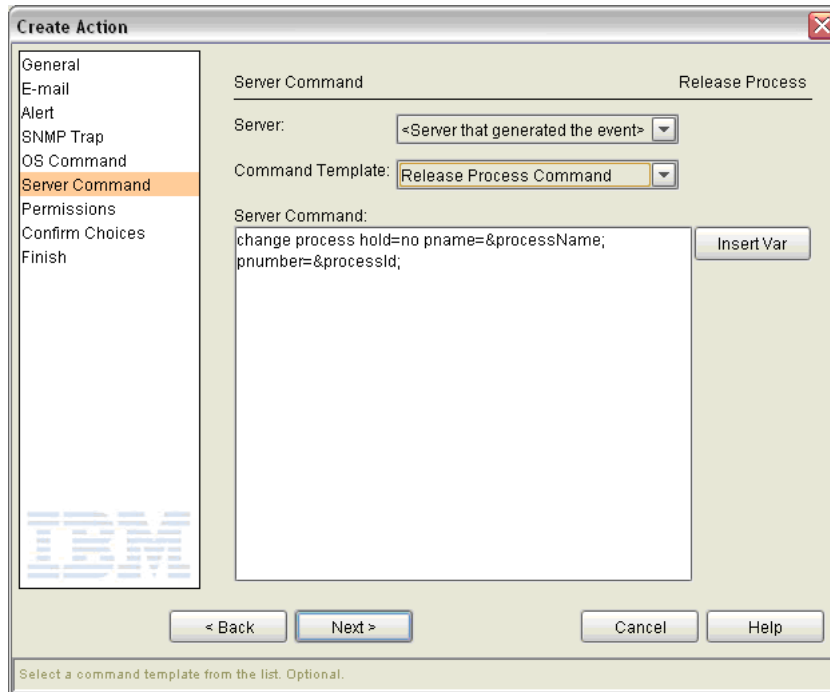 Create Action
General
E-mail
Alert
SNMP Trap
OS Command
Server Command
Permissions
Confirm Choices
Finish
IBM
Server Command Release Process
Server: <Server that generated the event>
Command Template: Release Process Command
Server Command:
change process hold=no pname=&processName;
pnumber=&processId;
Insert Var
< Back Next > Cancel Help
Select a command template from the list. Optional.